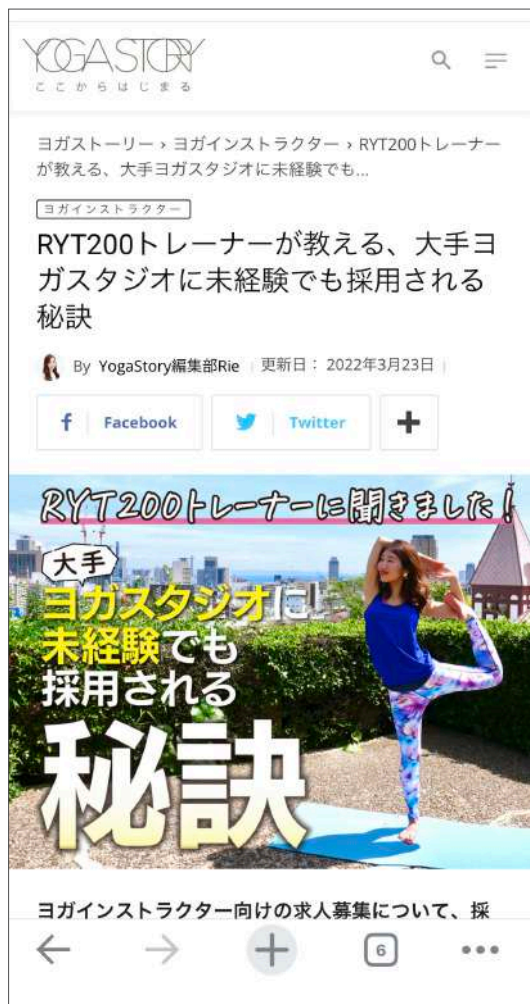 YOGASTORY
ここからはじまる
ヨガストーリー › ヨガインストラクター › RYT200トレーナー
が教える、大手ヨガスタジオに未経験でも...
ヨガインストラクター
RYT200トレーナーが教える、大手ヨ
ガスタジオに未経験でも採用される
秘訣
By YogaStory編集部Rie 更新日： 2022年3月23日
f Facebook Twitter +
RYT200トレーナーに聞きました!
大手
ヨガスタジオに
未経験でも
採用される
秘訣
ヨガインストラクター向けの求人募集について、採
6